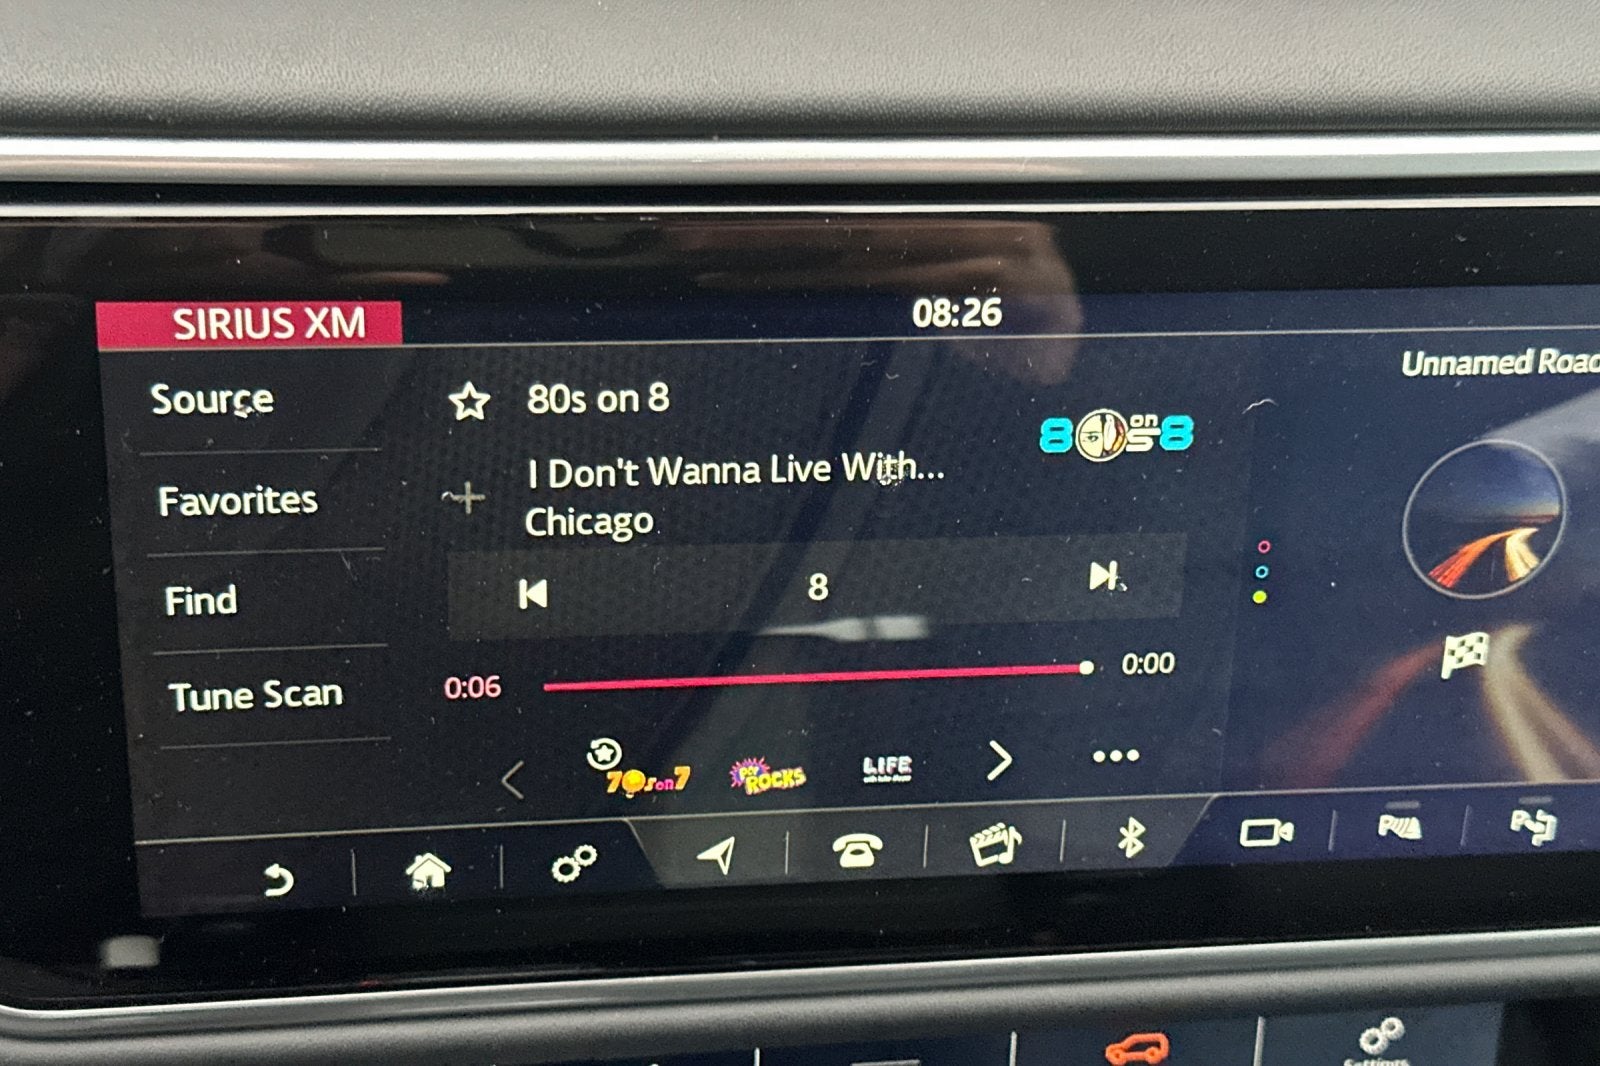 SIRIUS XM
08:26
Unnamed Road
Source
80s on 8
80s on 8
I Don't Wanna Live With...
Favorites
Chicago
Find
8
0:06
0:00
Tune Scan
70s on 7
POP ROCKS
LIFE
P
P
Settings